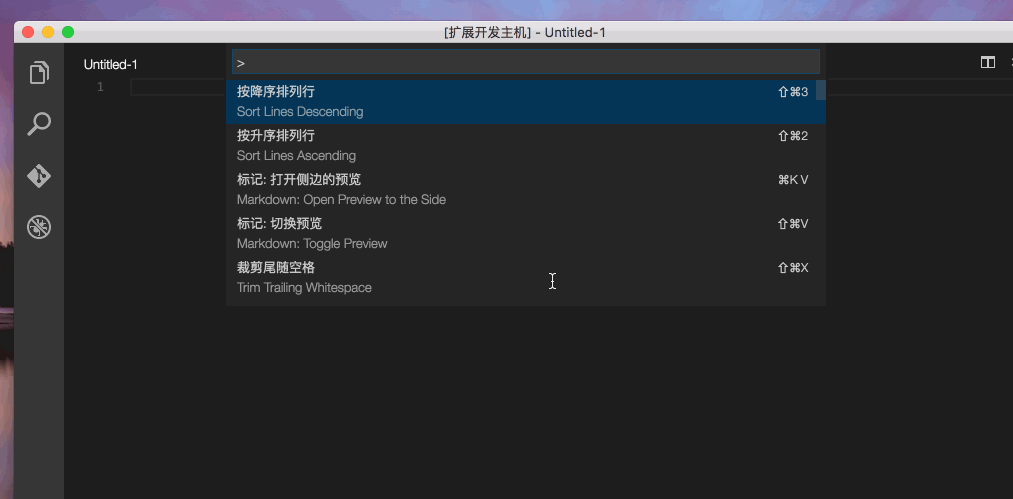 [扩展开发主机] - Untitled-1
Untitled-1
>
1
按降序排列行 ⇧⌘3
Sort Lines Descending
按升序排列行 ⇧⌘2
Sort Lines Ascending
标记: 打开侧边的预览 ⌘K V
Markdown: Open Preview to the Side
标记: 切换预览 ⇧⌘V
Markdown: Toggle Preview
裁剪尾随空格 ⇧⌘X
Trim Trailing Whitespace